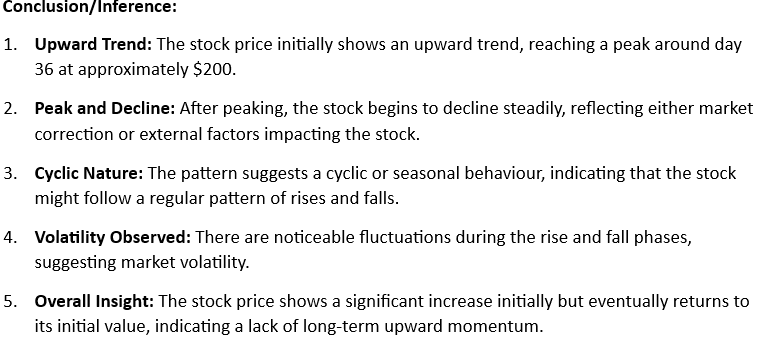 Conclusion/Inference:
1. Upward Trend: The stock price initially shows an upward trend, reaching a peak around day
36 at approximately $200.
2. Peak and Decline: After peaking, the stock begins to decline steadily, reflecting either market
correction or external factors impacting the stock.
3. Cyclic Nature: The pattern suggests a cyclic or seasonal behaviour, indicating that the stock
might follow a regular pattern of rises and falls.
4. Volatility Observed: There are noticeable fluctuations during the rise and fall phases,
suggesting market volatility.
5. Overall Insight: The stock price shows a significant increase initially but eventually returns to
its initial value, indicating a lack of long-term upward momentum.